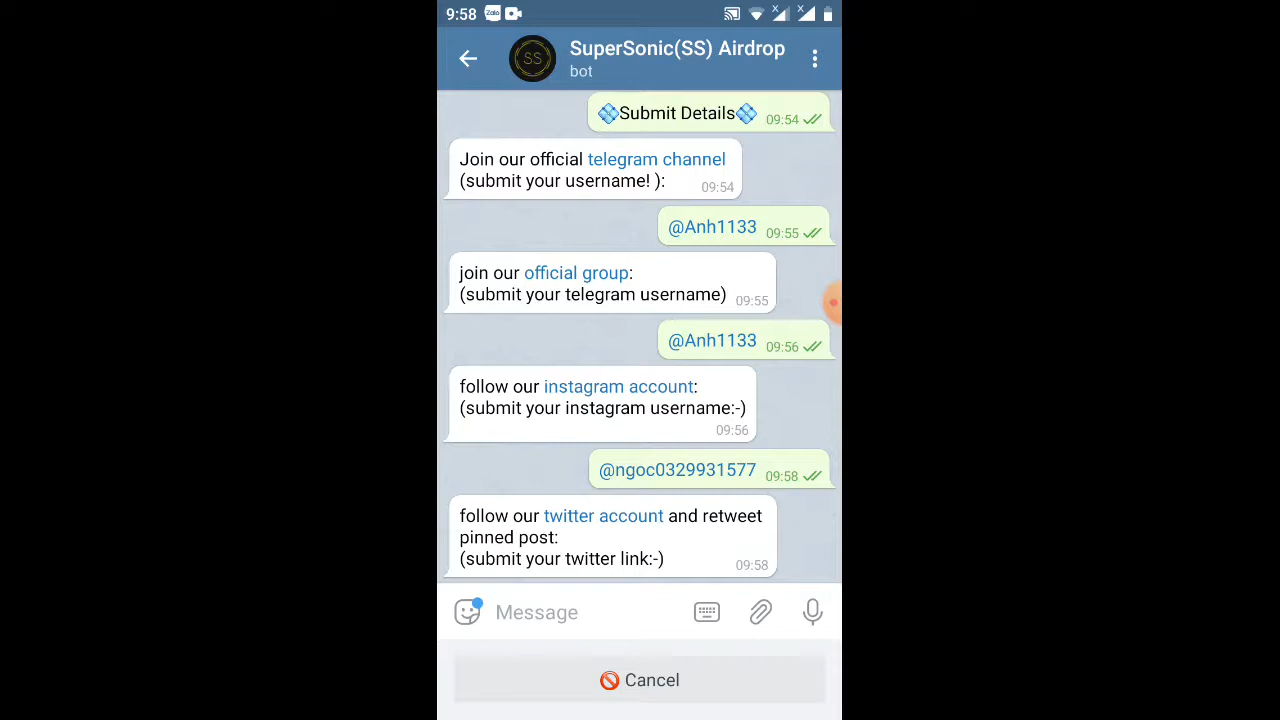 9:58 Zalo
SS
SuperSonic(SS) Airdrop
bot
💠Submit Details💠 09:54
Join our official telegram channel
(submit your username! ): 09:54
@Anh1133 09:55
join our official group:
(submit your telegram username) 09:55
@Anh1133 09:56
follow our instagram account:
(submit your instagram username:-)
09:56
@ngoc0329931577 09:58
follow our twitter account and retweet
pinned post:
(submit your twitter link:-) 09:58
Message
🚫 Cancel